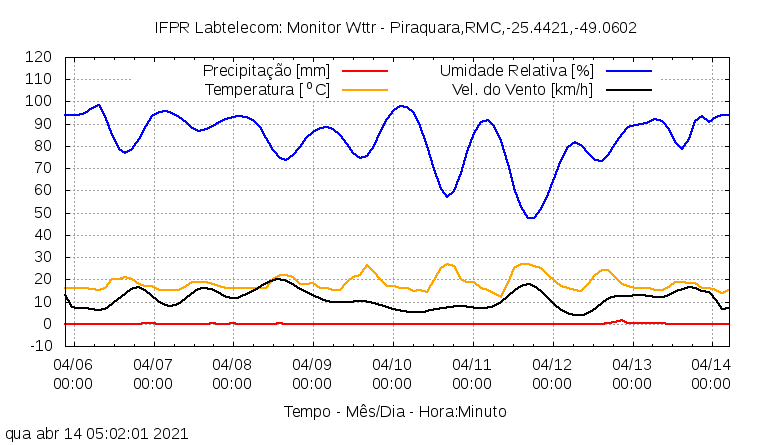 IFPR Labtelecom: Monitor Wttr - Piraquara,RMC,-25.4421,-49.0602
Precipitação [mm]
Temperatura [ ⁰C]
Umidade Relativa [%]
Vel. do Vento [km/h]
120
110
100
90
80
70
60
50
40
30
20
10
0
-10
04/06 04/07 04/08 04/09 04/10 04/11 04/12 04/13 04/14
00:00 00:00 00:00 00:00 00:00 00:00 00:00 00:00 00:00
Tempo - Mês/Dia - Hora:Minuto
qua abr 14 05:02:01 2021